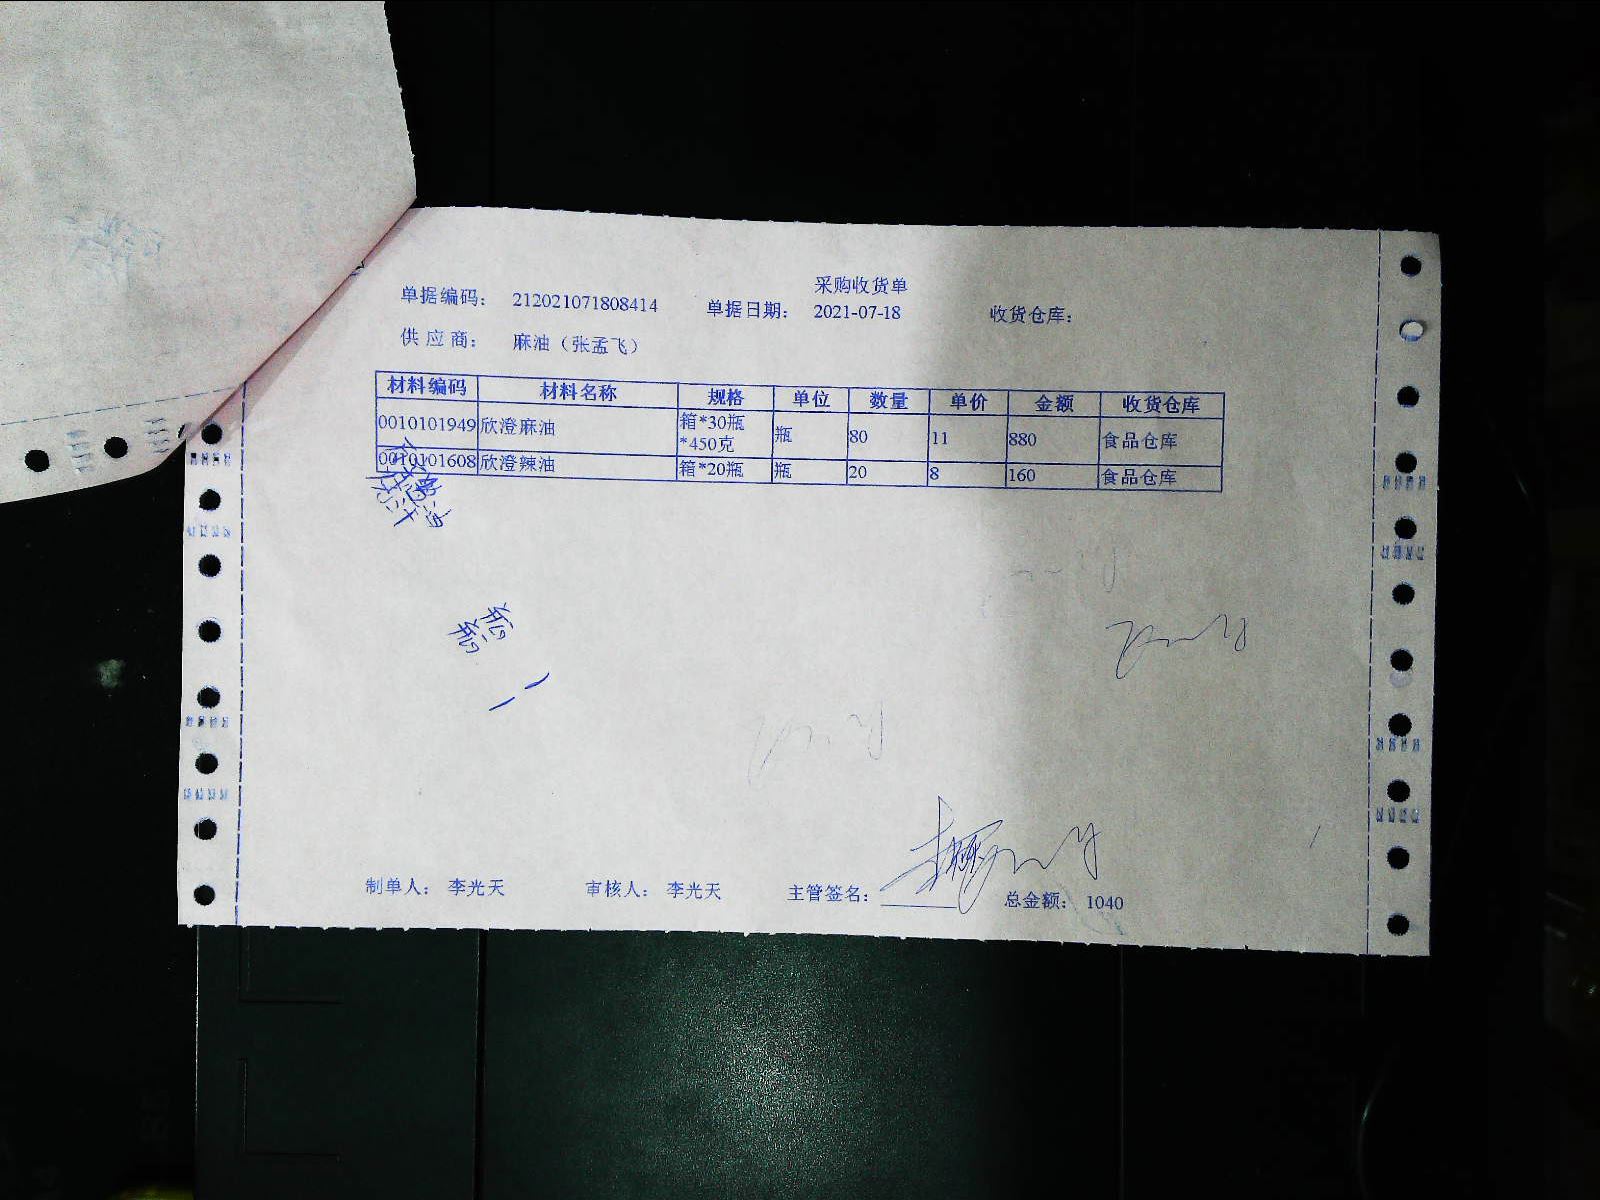 采购收货单
单据编码: 212021071808414 单据日期: 2021-07-18 收货仓库:
供应商: 麻油（张孟飞）
材料编码 材料名称 规格 单位 数量 单价 金额 收货仓库
0010101949 欣澄麻油 箱*30瓶*450克 瓶 80 11 880 食品仓库
0010101608 欣澄辣油 箱*20瓶 瓶 20 8 160 食品仓库
瓶
瓶
制单人: 李光天 审核人: 李光天 主管签名: 总金额: 1040